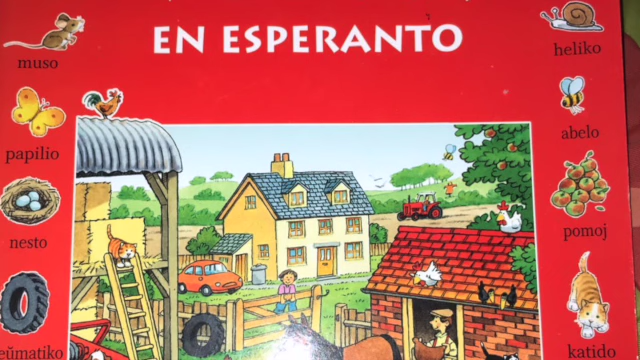 EN ESPERANTO
muso
papilio
nesto
heliko
abelo
pomoj
katido